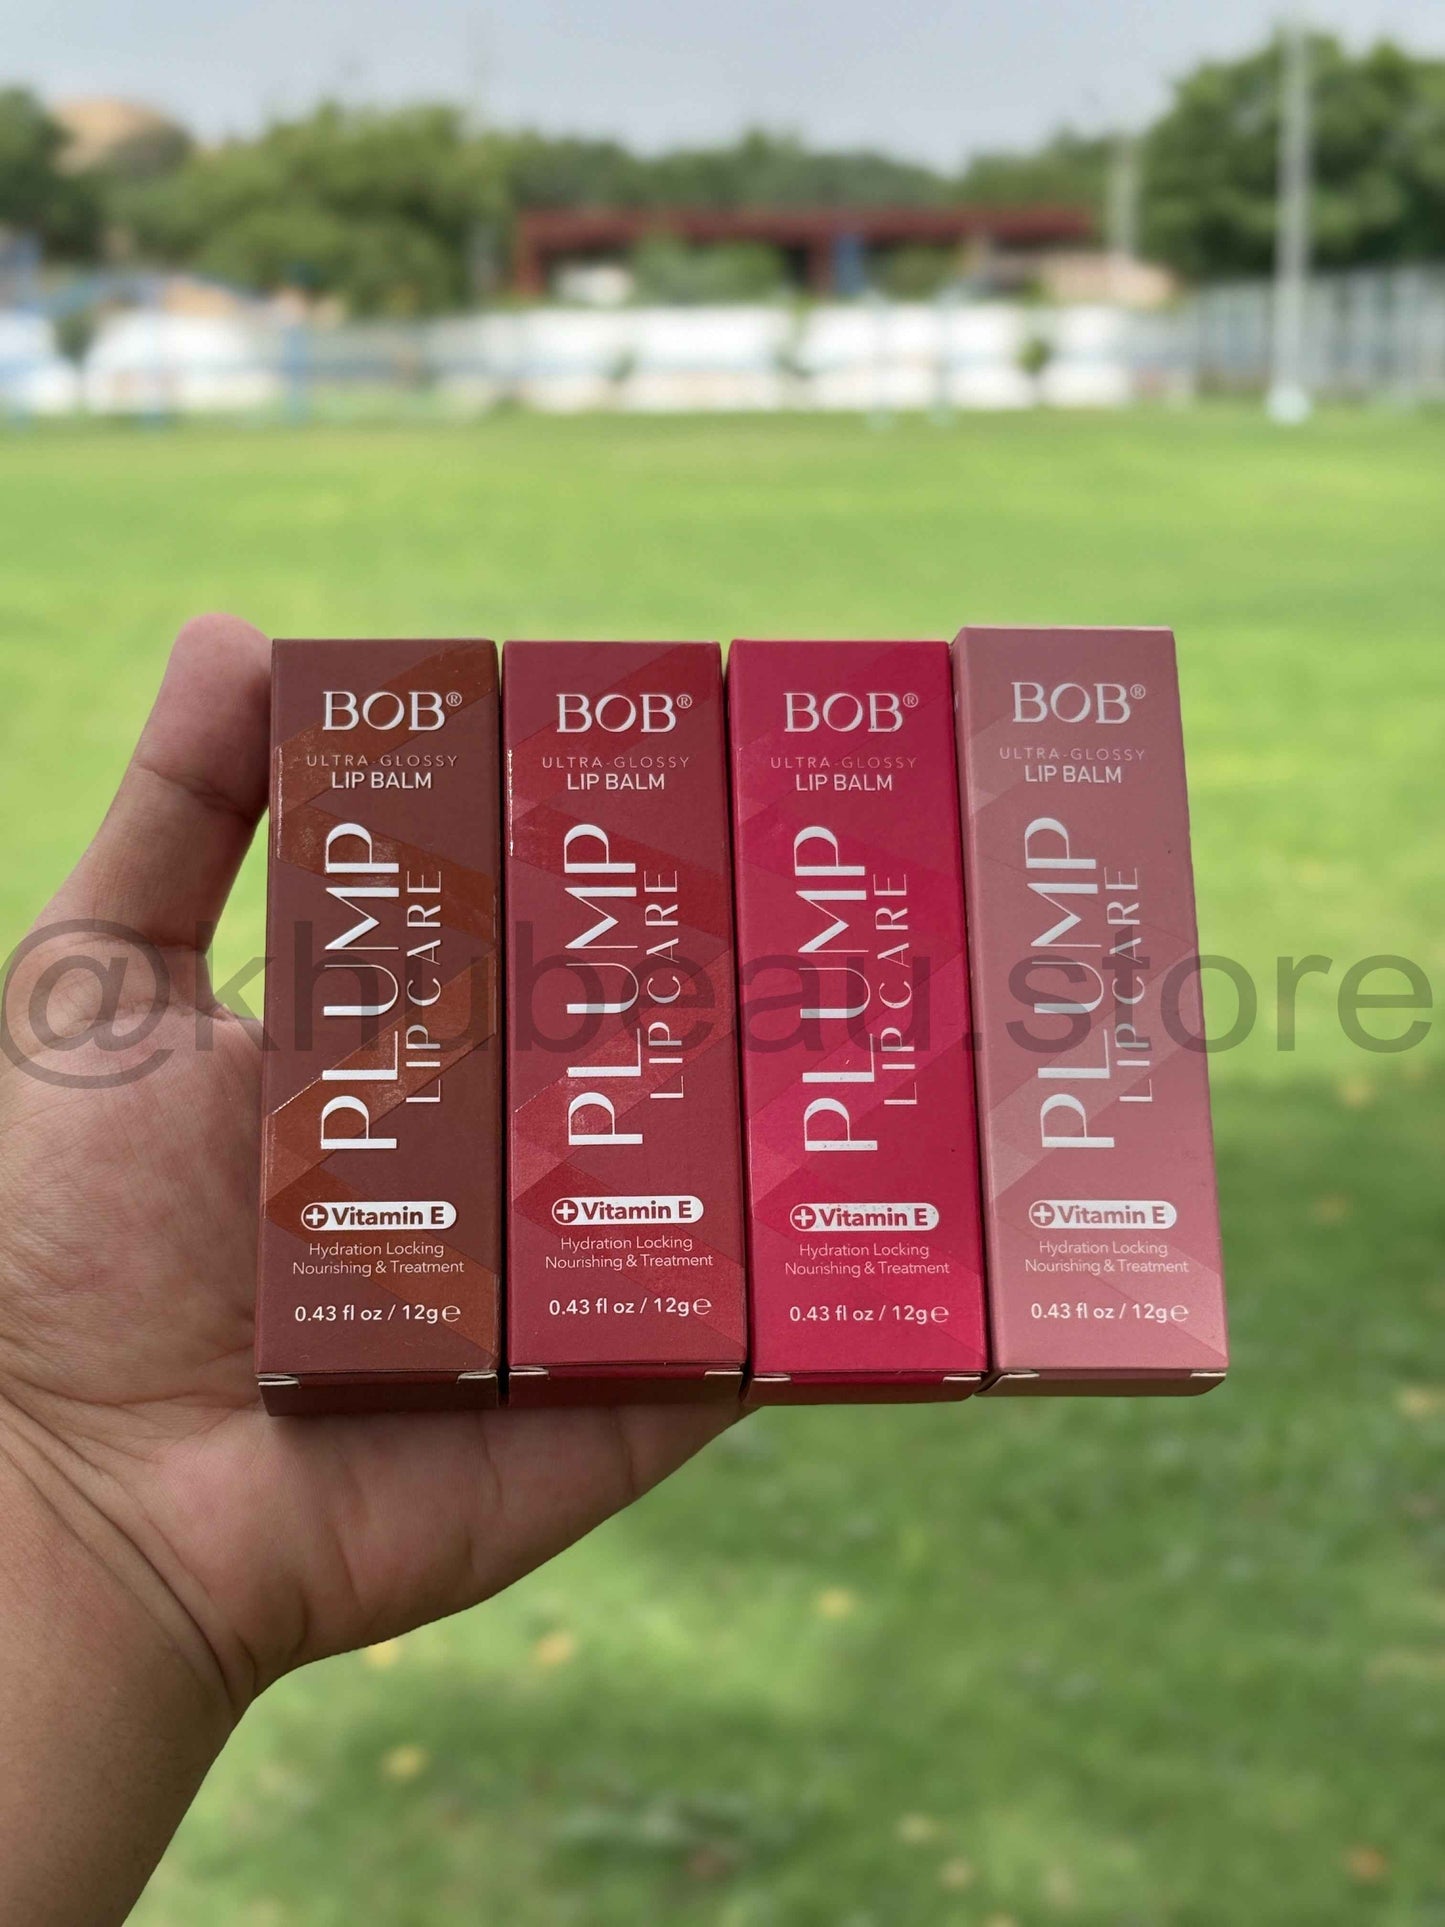 BOB®
ULTRA-GLOSSY
LIP BALM
PLUMP
LIP CARE
+ Vitamin E
Hydration Locking
Nourishing & Treatment
0.43 fl oz / 12g ℮
BOB®
ULTRA-GLOSSY
LIP BALM
PLUMP
LIP CARE
+ Vitamin E
Hydration Locking
Nourishing & Treatment
0.43 fl oz / 12g ℮
BOB®
ULTRA-GLOSSY
LIP BALM
PLUMP
LIP CARE
+ Vitamin E
Hydration Locking
Nourishing & Treatment
0.43 fl oz / 12g ℮
BOB®
ULTRA-GLOSSY
LIP BALM
PLUMP
LIP CARE
+ Vitamin E
Hydration Locking
Nourishing & Treatment
0.43 fl oz / 12g ℮
@khubeau.store